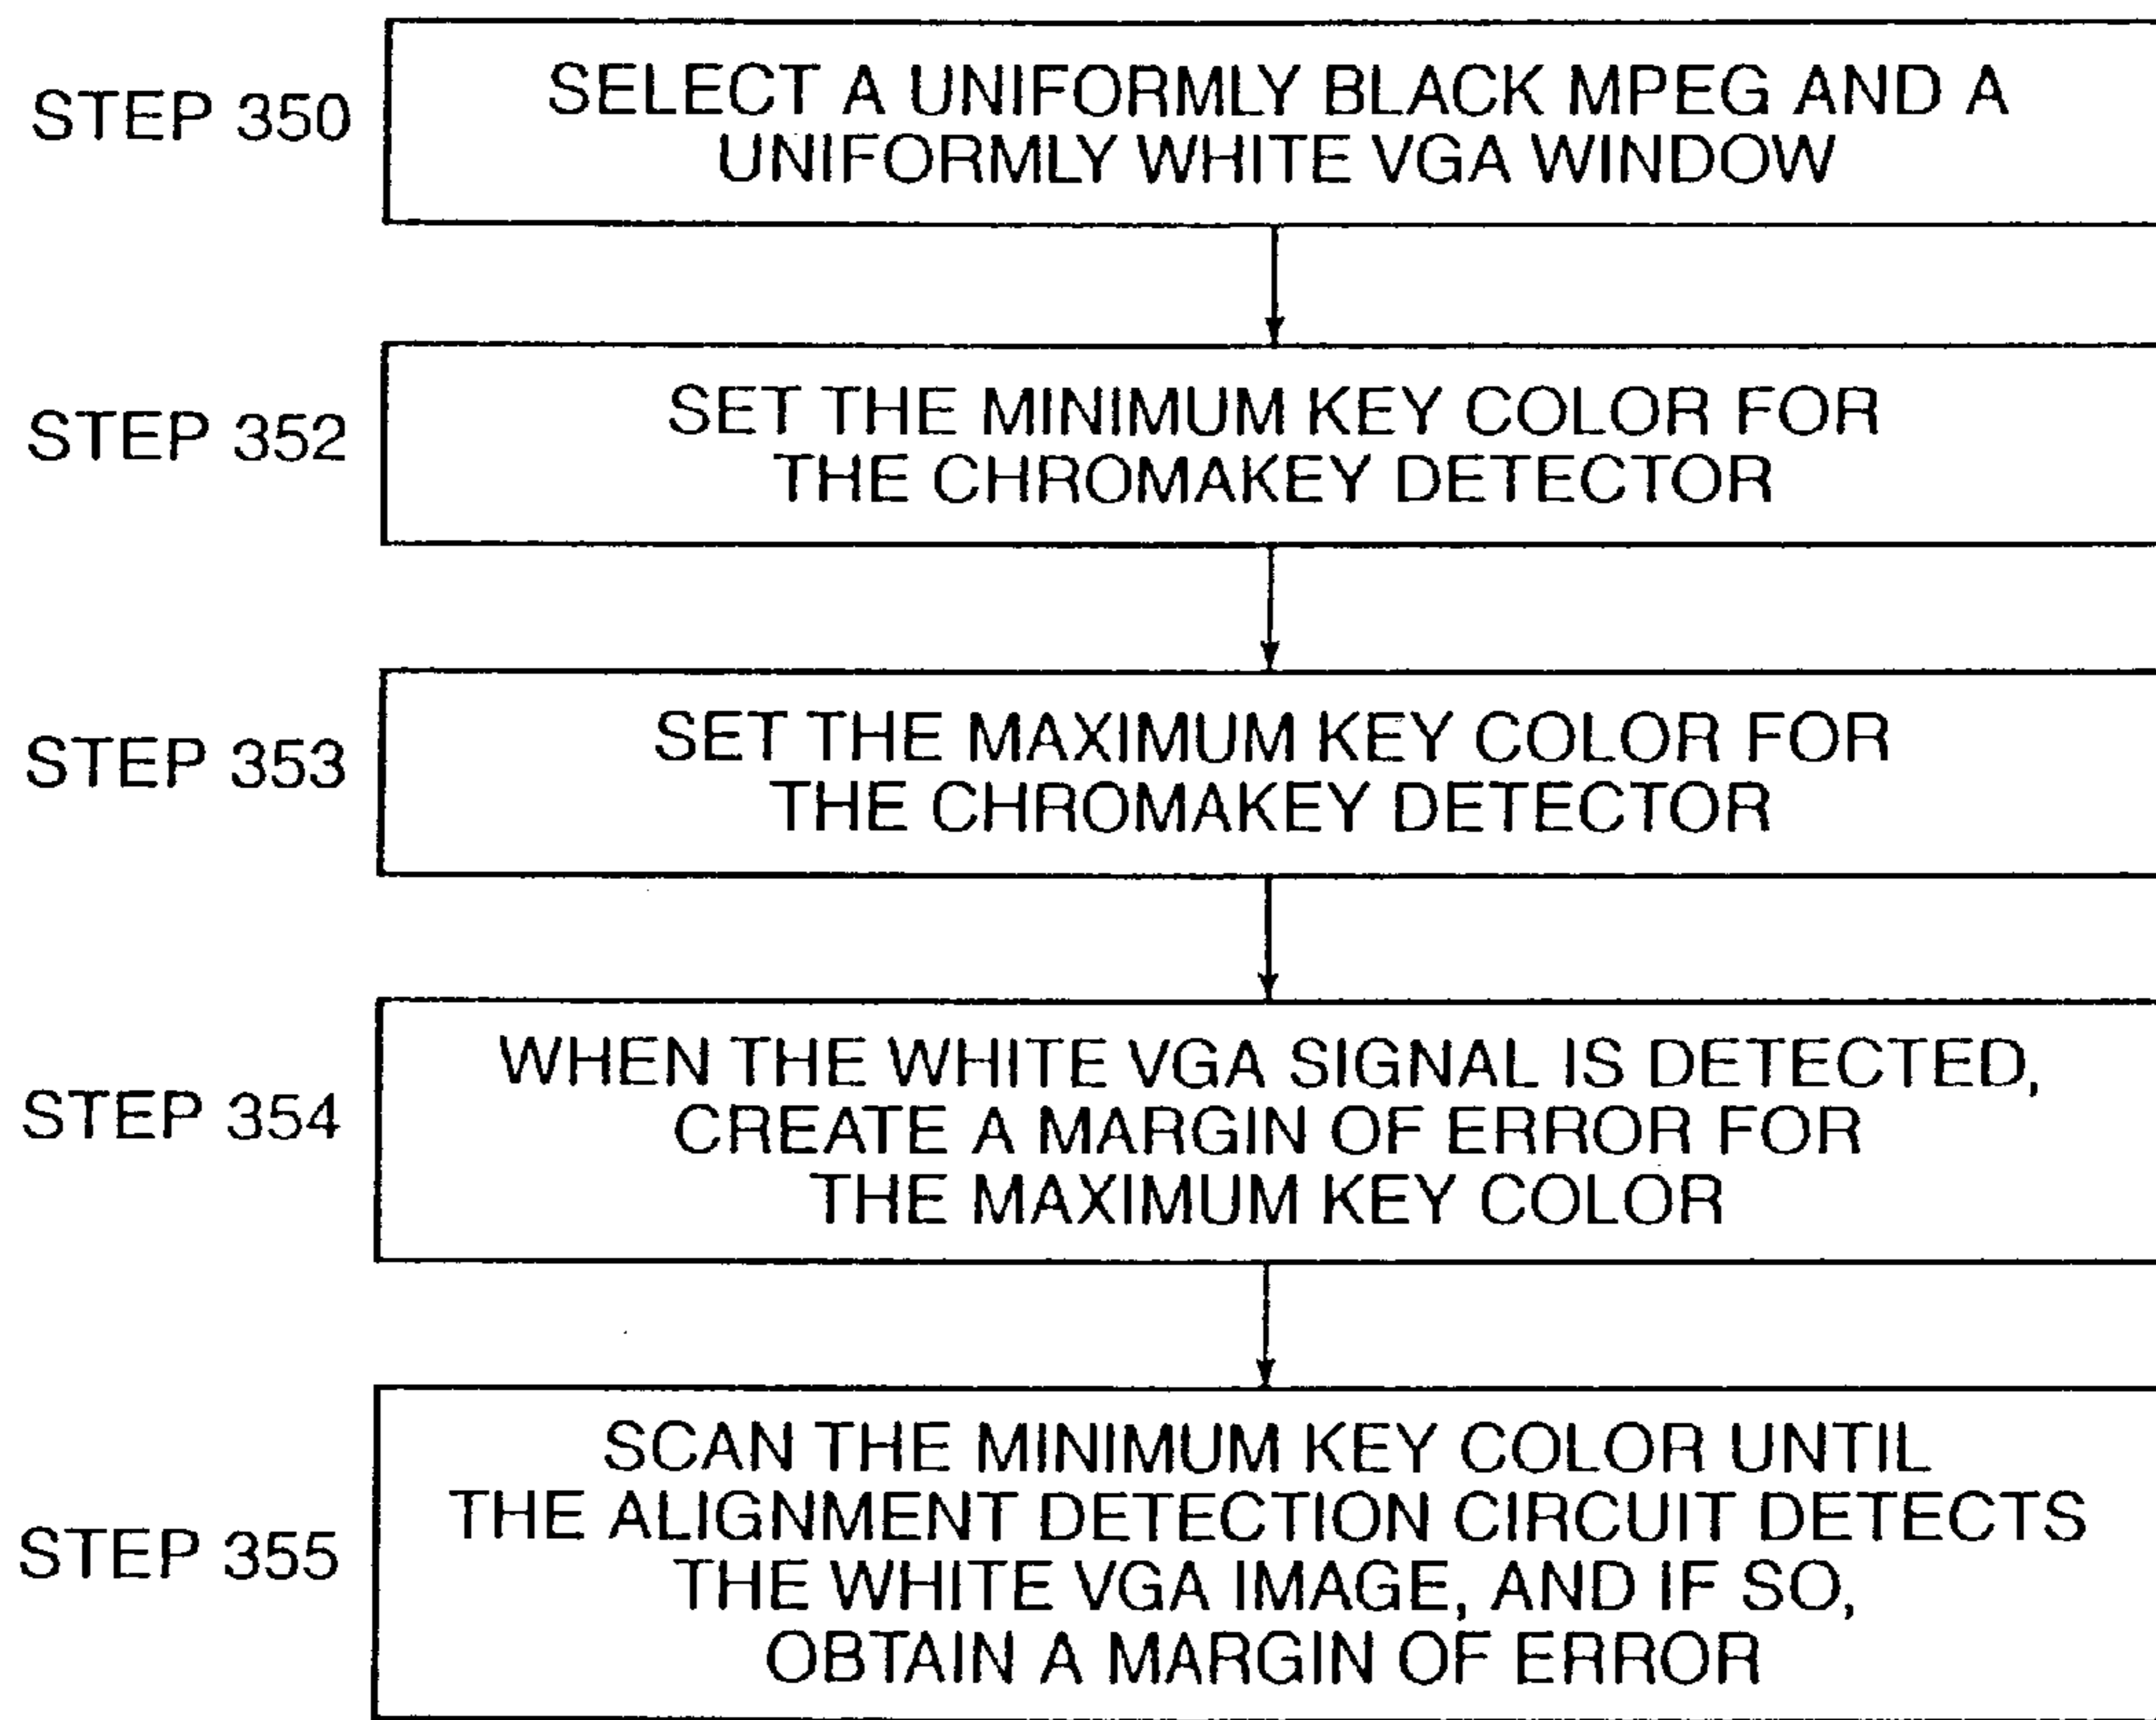 STEP 350
SELECT A UNIFORMLY BLACK MPEG AND A
UNIFORMLY WHITE VGA WINDOW
STEP 352
SET THE MINIMUM KEY COLOR FOR
THE CHROMAKEY DETECTOR
STEP 353
SET THE MAXIMUM KEY COLOR FOR
THE CHROMAKEY DETECTOR
STEP 354
WHEN THE WHITE VGA SIGNAL IS DETECTED,
CREATE A MARGIN OF ERROR FOR
THE MAXIMUM KEY COLOR
STEP 355
SCAN THE MINIMUM KEY COLOR UNTIL
THE ALIGNMENT DETECTION CIRCUIT DETECTS
THE WHITE VGA IMAGE, AND IF SO,
OBTAIN A MARGIN OF ERROR